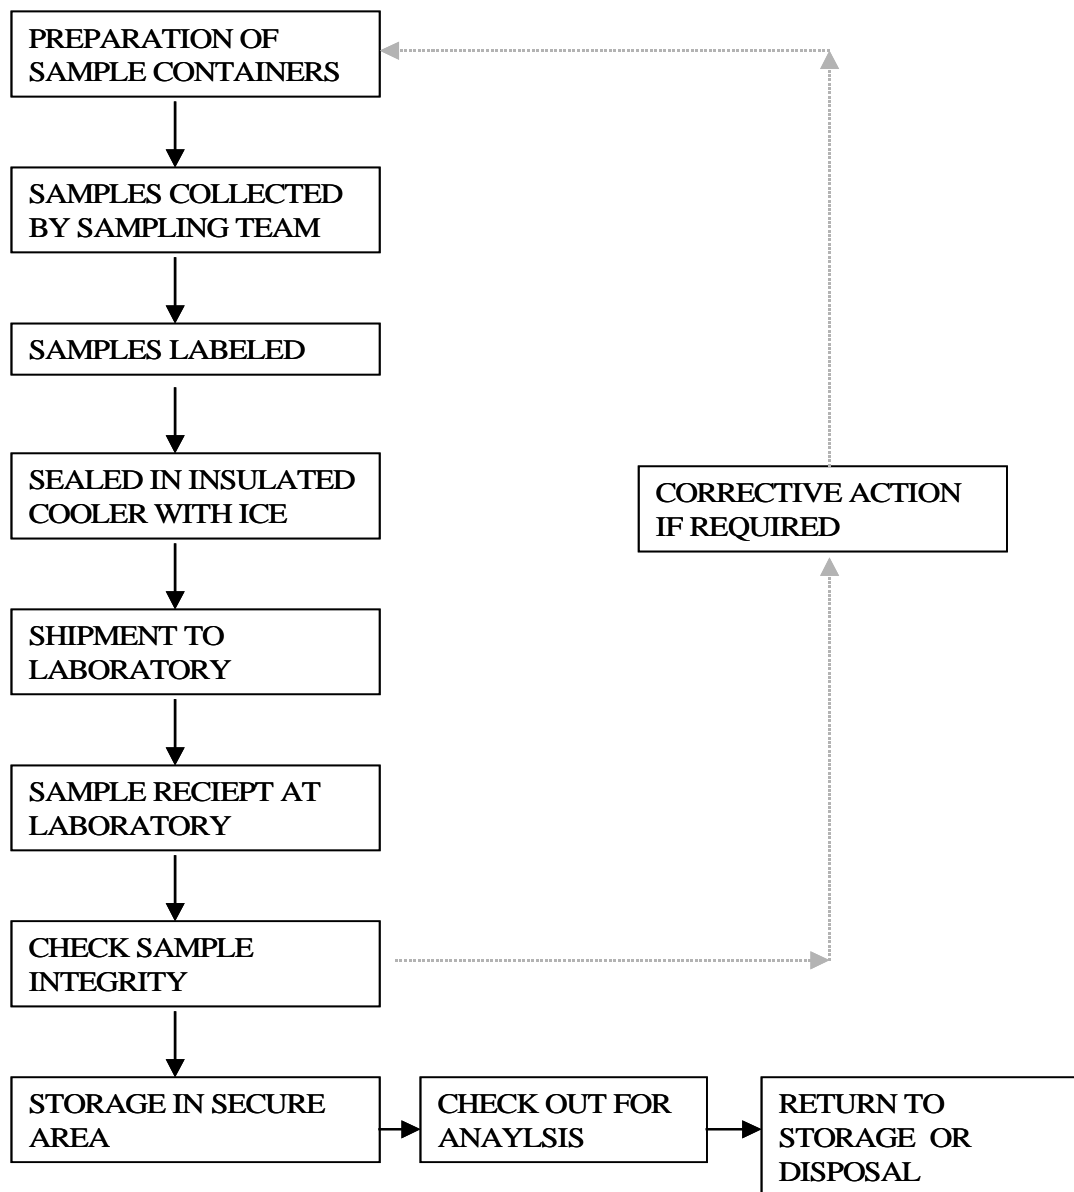 PREPARATION OF
SAMPLE CONTAINERS
SAMPLES COLLECTED
BY SAMPLING TEAM
SAMPLES LABELED
SEALED IN INSULATED
COOLER WITH ICE
CORRECTIVE ACTION
IF REQUIRED
SHIPMENT TO
LABORATORY
SAMPLE RECIEPT AT
LABORATORY
CHECK SAMPLE
INTEGRITY
STORAGE IN SECURE
AREA
CHECK OUT FOR
ANAYLSIS
RETURN TO
STORAGE OR
DISPOSAL